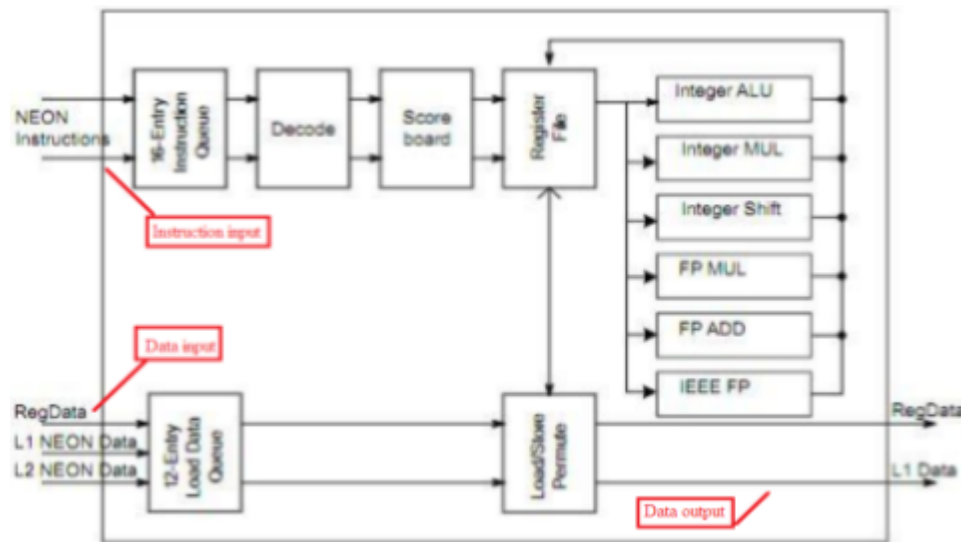 NEON
Instructions
16-Entry
Instruction
Queue
Decode
Score
board
Register
File
Integer ALU
Integer MUL
Integer Shift
FP MUL
FP ADD
IEEE FP
Instruction input
Data input
RegData
L1 NEON Data
L2 NEON Data
12-Entry
Load Data
Queue
Load/Store
Permute
RegData
L1 Data
Data output